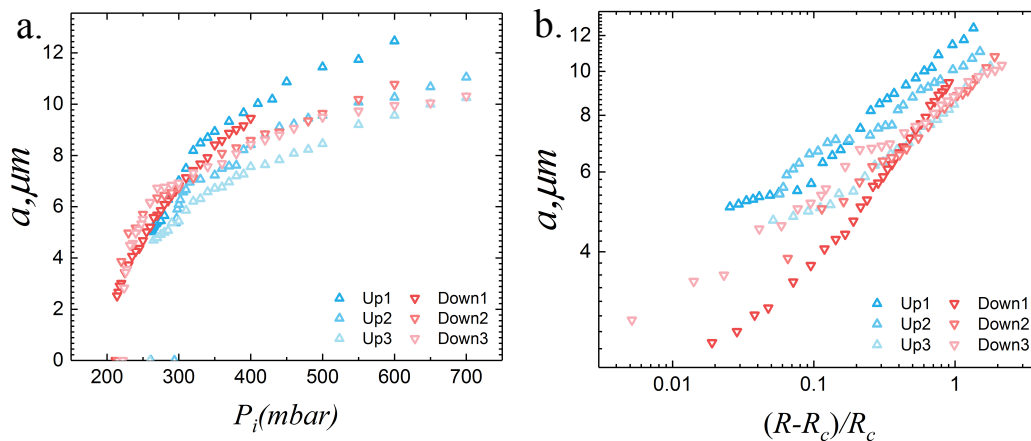 a.
a,μm
12
10
8
6
4
2
0
200 300 400 500 600 700
P_i(mbar)
Up1 Down1
Up2 Down2
Up3 Down3
b.
a,μm
12
10
8
6
4
0.01 0.1 1
(R-R_c)/R_c
Up1 Down1
Up2 Down2
Up3 Down3